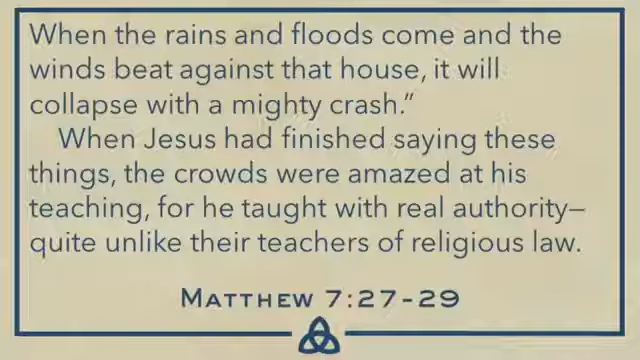 When the rains and floods come and the
winds beat against that house, it will
collapse with a mighty crash.”
When Jesus had finished saying these
things, the crowds were amazed at his
teaching, for he taught with real authority—
quite unlike their teachers of religious law.
MATTHEW 7:27-29